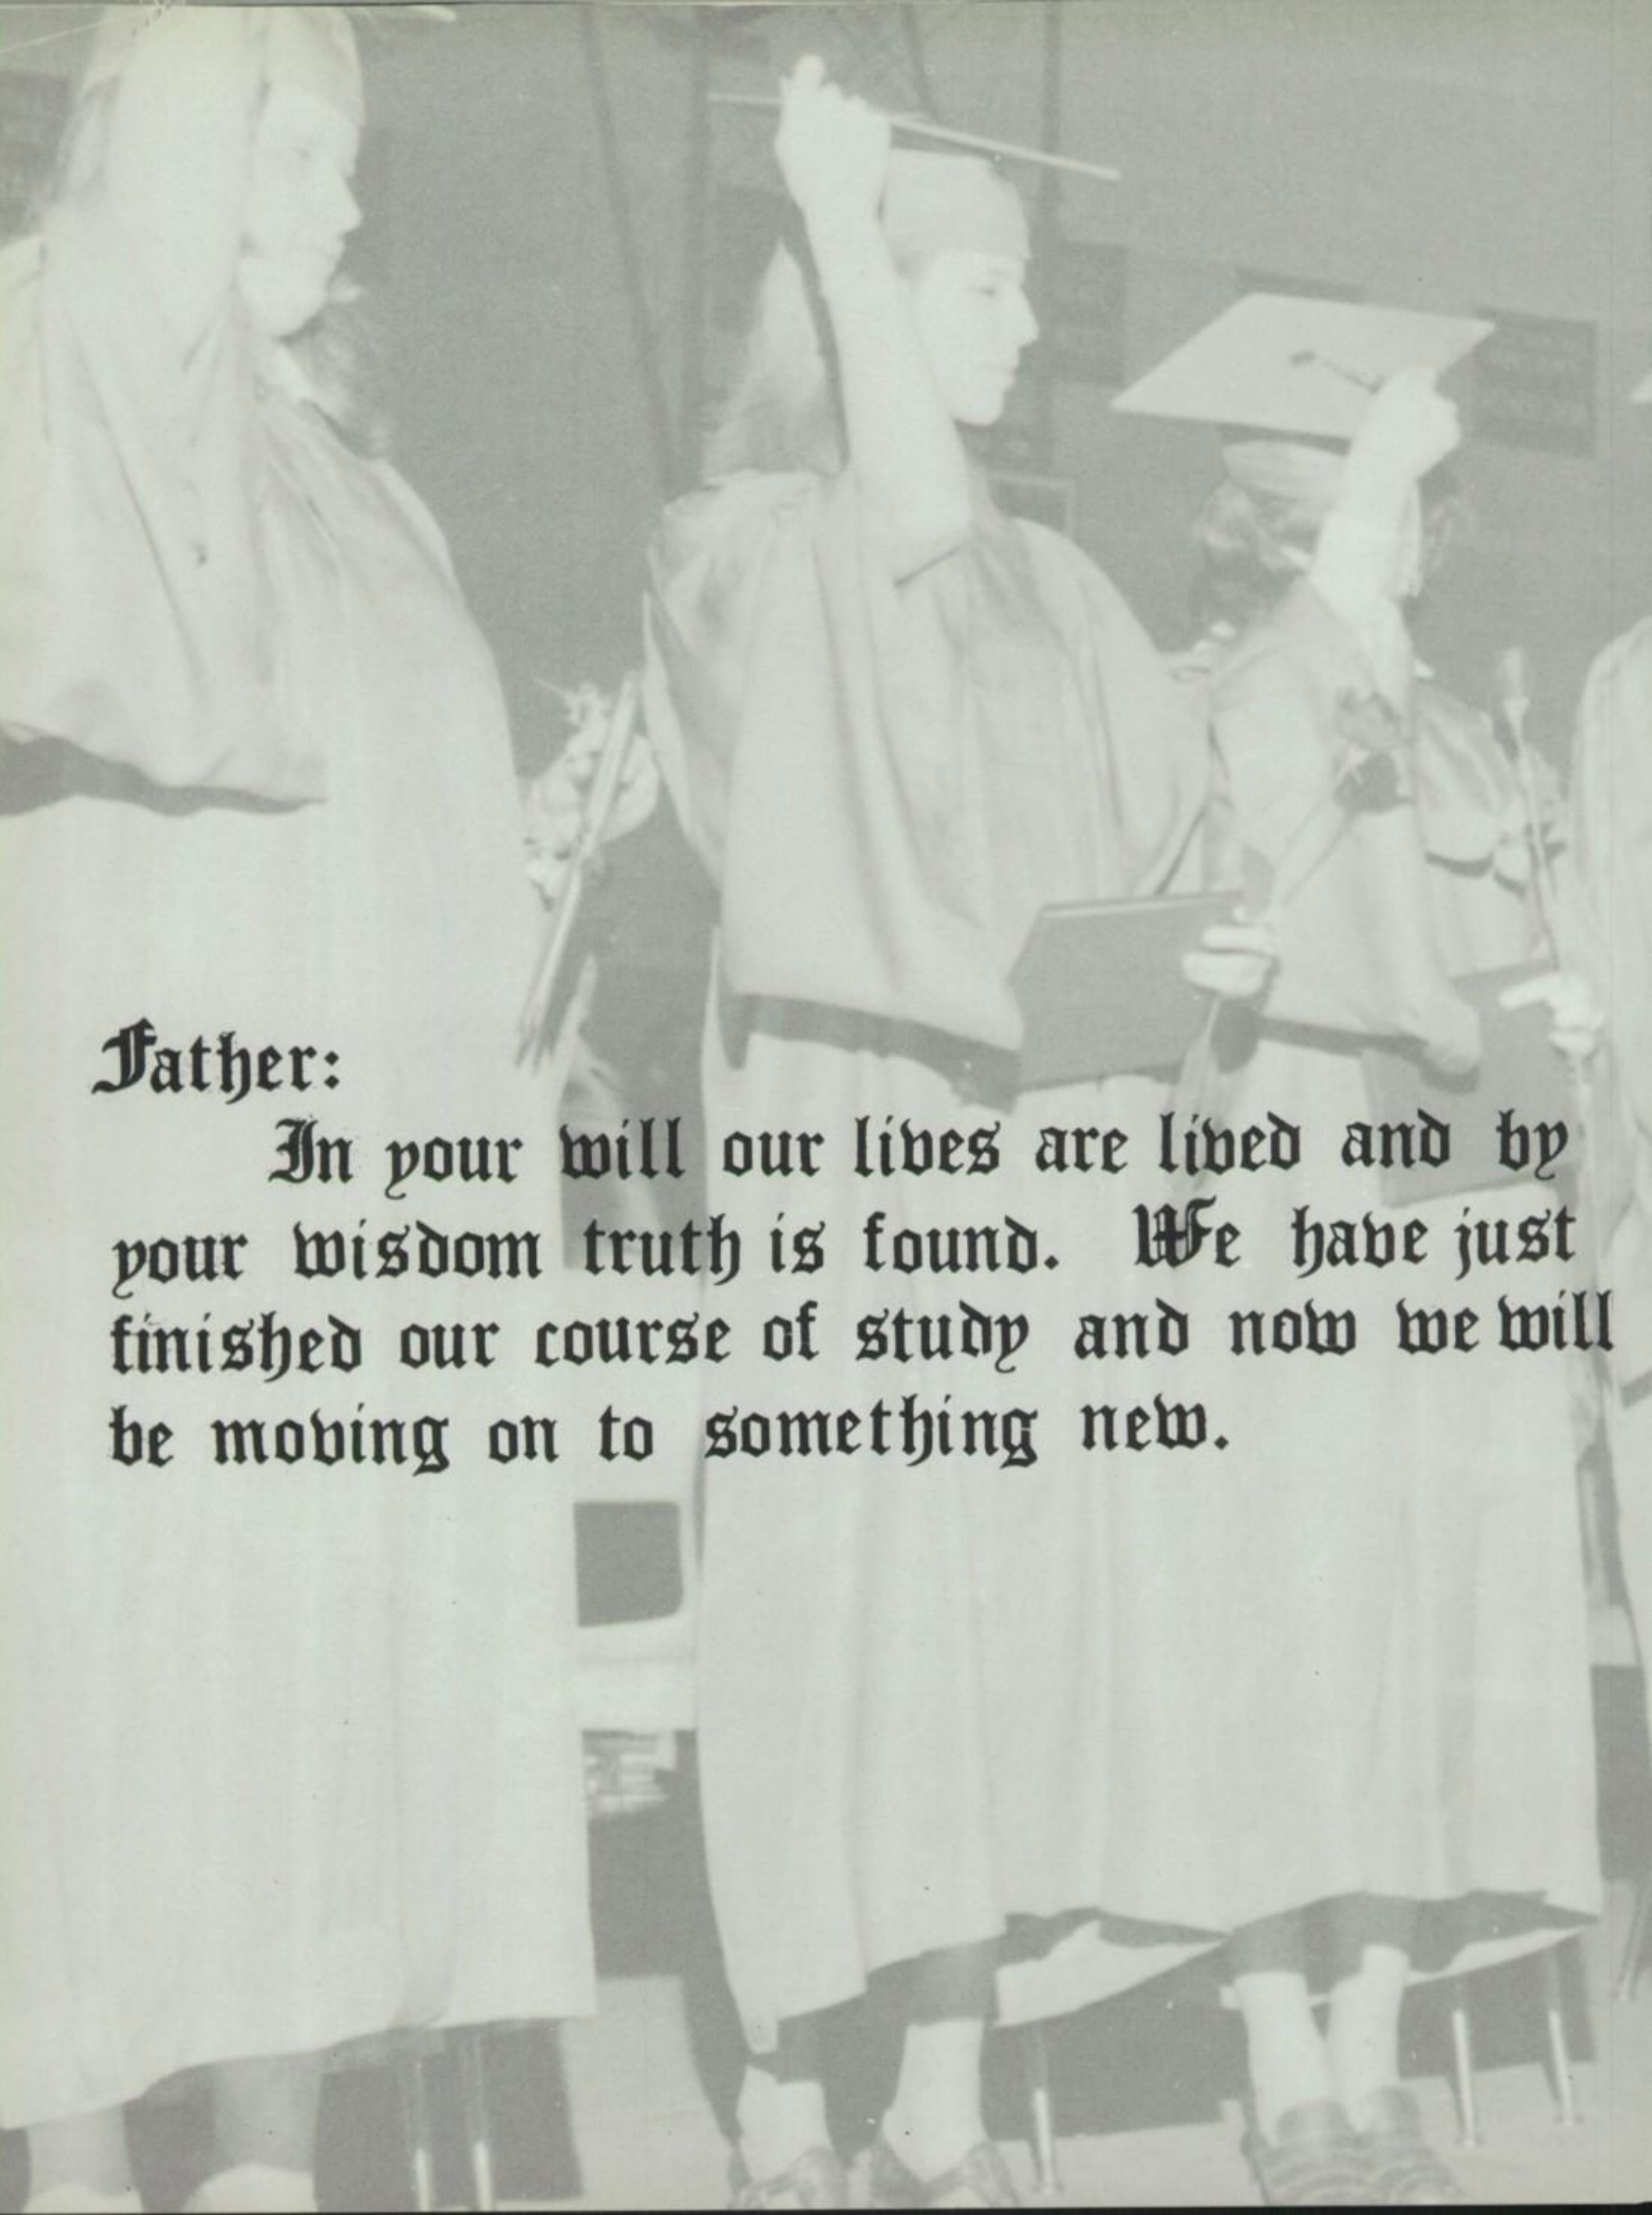 Father:
In your will our lives are lived and by
your wisdom truth is found. We have just
finished our course of study and now we will
be moving on to something new.